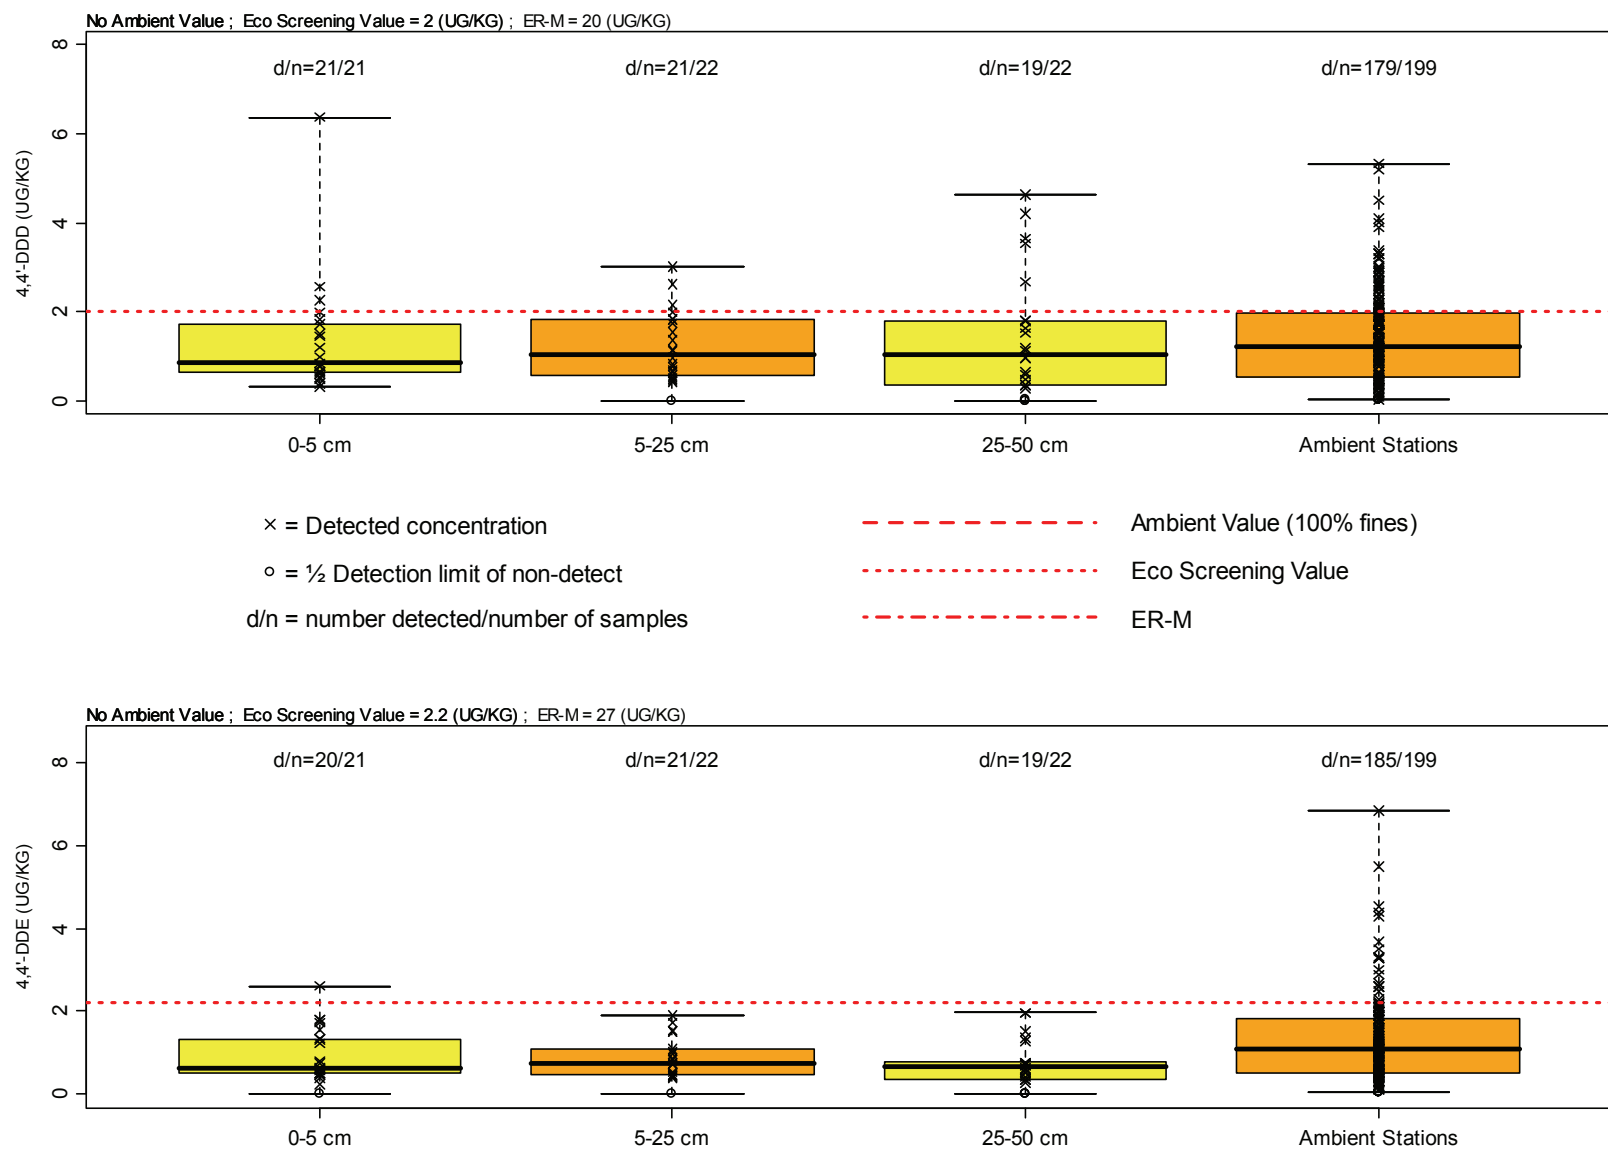 No Ambient Value ; Eco Screening Value = 2 (UG/KG) ; ER-M = 20 (UG/KG)
d/n=21/21 d/n=21/22 d/n=19/22 d/n=179/199
4,4'-DDD (UG/KG)
8
6
4
2
0
0-5 cm 5-25 cm 25-50 cm Ambient Stations
× = Detected concentration
Ambient Value (100% fines)
o = ½ Detection limit of non-detect
Eco Screening Value
d/n = number detected/number of samples
ER-M
No Ambient Value ; Eco Screening Value = 2.2 (UG/KG) ; ER-M = 27 (UG/KG)
d/n=20/21 d/n=21/22 d/n=19/22 d/n=185/199
4,4'-DDE (UG/KG)
8
6
4
2
0
0-5 cm 5-25 cm 25-50 cm Ambient Stations